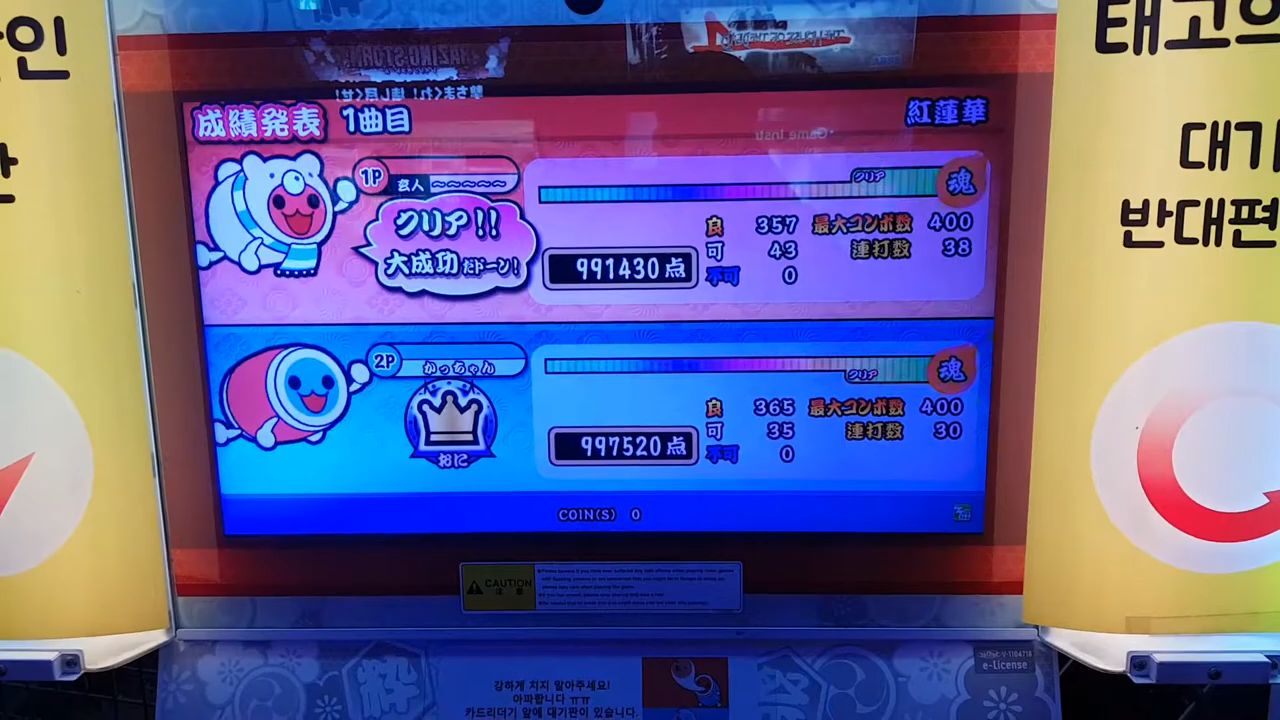 인
태고의
대기
반대편
成績発表 1曲目
紅蓮華
1P
玄人 ~~~~~
クリア
魂
クリア!!
大成功だドーン!
991430点
良 357 最大コンボ数 400
可 43 連打数 38
不可 0
2P かっちゃん
クリア
魂
おに
997520点
良 365 最大コンボ数 400
可 35 連打数 30
不可 0
COIN(S) 0
CAUTION
注 意
e-License
강하게 치지 말아주세요!
아파합니다 ㅠㅠ
카드리더기 앞에 대기판이 있습니다.